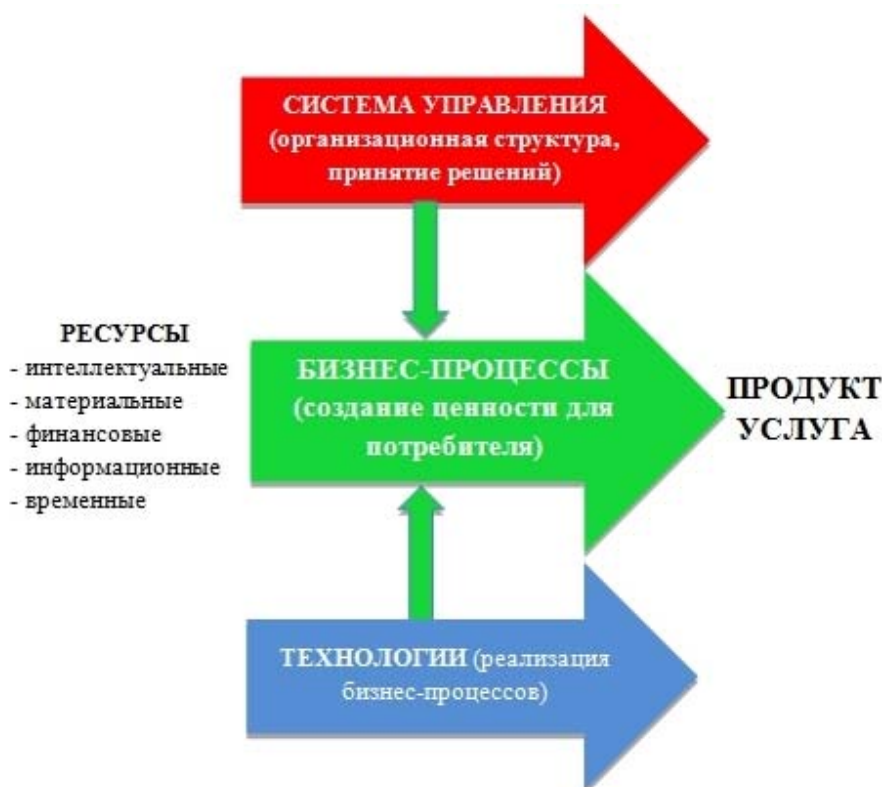 СИСТЕМА УПРАВЛЕНИЯ
(организационная структура,
принятие решений)
РЕСУРСЫ
- интеллектуальные
- материальные
- финансовые
- информационные
- временные
БИЗНЕС-ПРОЦЕССЫ
(создание ценности для
потребителя)
ПРОДУКТ
УСЛУГА
ТЕХНОЛОГИИ (реализация
бизнес-процессов)